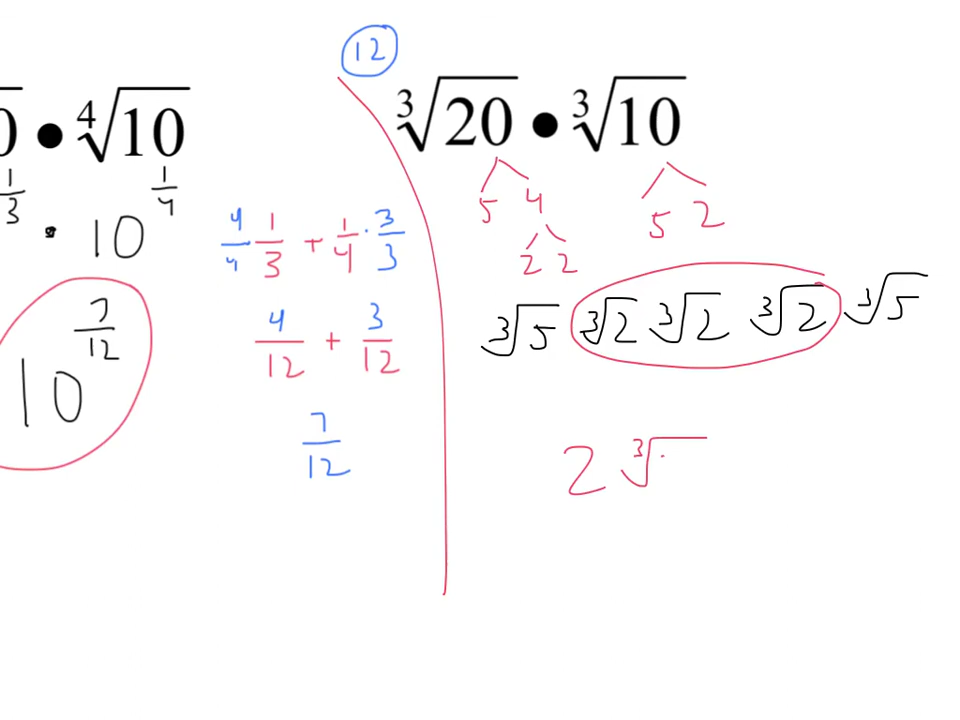 12
0 • ∜10
∛20 • ∛10
1/3 · 10^(1/4)
5 4
5 2
2 2
4/4 1/3 + 1/4 · 3/3
∛5 ∛2 ∛2 ∛2 ∛5
10^(7/12)
4/12 + 3/12
7/12
2 ∛